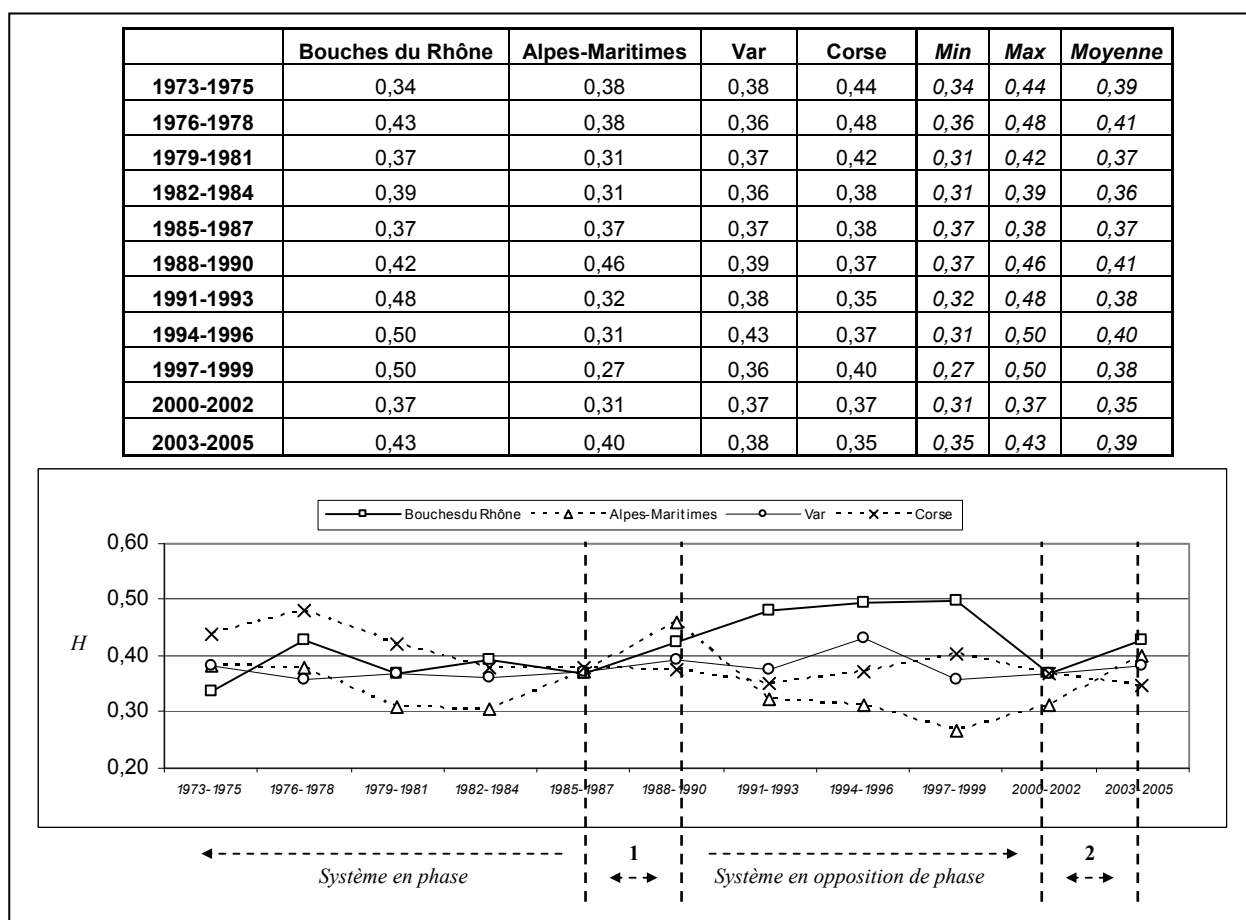 Bouches du Rhône Alpes-Maritimes Var Corse Min Max Moyenne
1973-1975 0,34 0,38 0,38 0,44 0,34 0,44 0,39
1976-1978 0,43 0,38 0,36 0,48 0,36 0,48 0,41
1979-1981 0,37 0,31 0,37 0,42 0,31 0,42 0,37
1982-1984 0,39 0,31 0,36 0,38 0,31 0,39 0,36
1985-1987 0,37 0,37 0,37 0,38 0,37 0,38 0,37
1988-1990 0,42 0,46 0,39 0,37 0,37 0,46 0,41
1991-1993 0,48 0,32 0,38 0,35 0,32 0,48 0,38
1994-1996 0,50 0,31 0,43 0,37 0,31 0,50 0,40
1997-1999 0,50 0,27 0,36 0,40 0,27 0,50 0,38
2000-2002 0,37 0,31 0,37 0,37 0,31 0,37 0,35
2003-2005 0,43 0,40 0,38 0,35 0,35 0,43 0,39
Bouches du Rhône Alpes-Maritimes Var Corse
0,60
0,50
H
0,40
0,30
0,20
1973-1975 1976-1978 1979-1981 1982-1984 1985-1987 1988-1990 1991-1993 1994-1996 1997-1999 2000-2002 2003-2005
1 2
Système en phase Système en opposition de phase